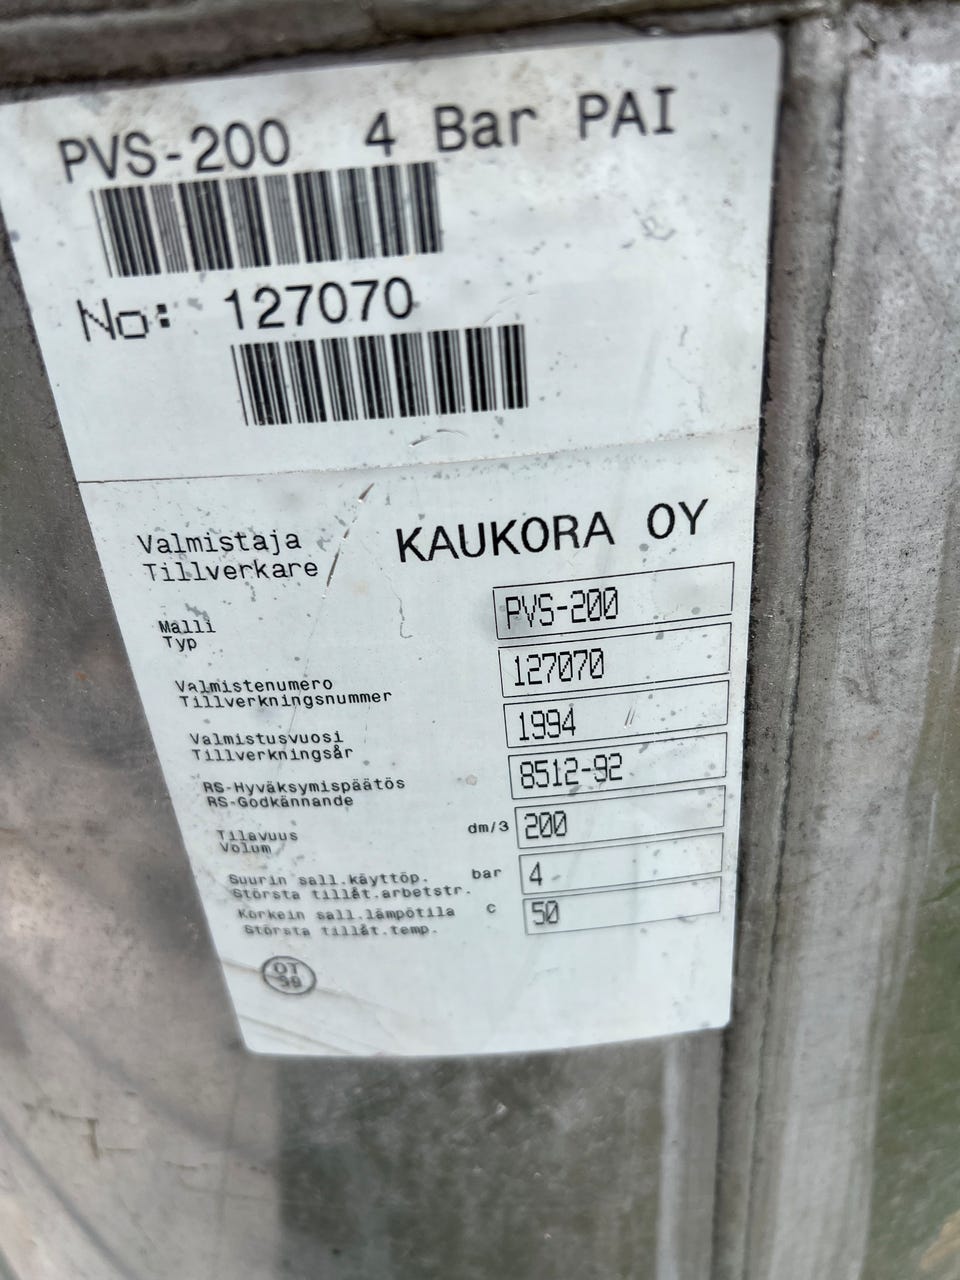 PVS-200 4 Bar PAI
No: 127070
Valmistaja KAUKORA OY
Tillverkare
Malli PVS-200
Typ
Valmistenumero 127070
Tillverkningsnummer
Valmistusvuosi 1994
Tillverkningsår
RS-Hyväksymispäätös 8512-92
RS-Godkännande
Tilavuus dm/3 200
Volum
Suurin sall.käyttöp. bar 4
Största tillåt.arbetstr.
Korkein sall.lämpötila C 50
Största tillåt.temp.
OT